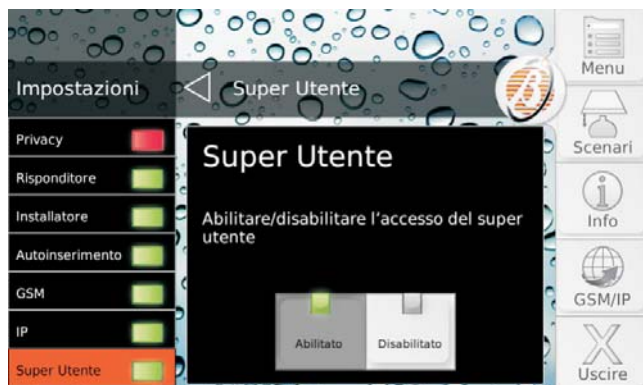 Impostazioni
Super Utente
Privacy
Risponditore
Installatore
Autoinserimento
GSM
IP
Super Utente
Super Utente
Abilitare/disabilitare l'accesso del super
utente
Abilitato
Disabilitato
Menu
Scenari
Info
GSM/IP
Uscire